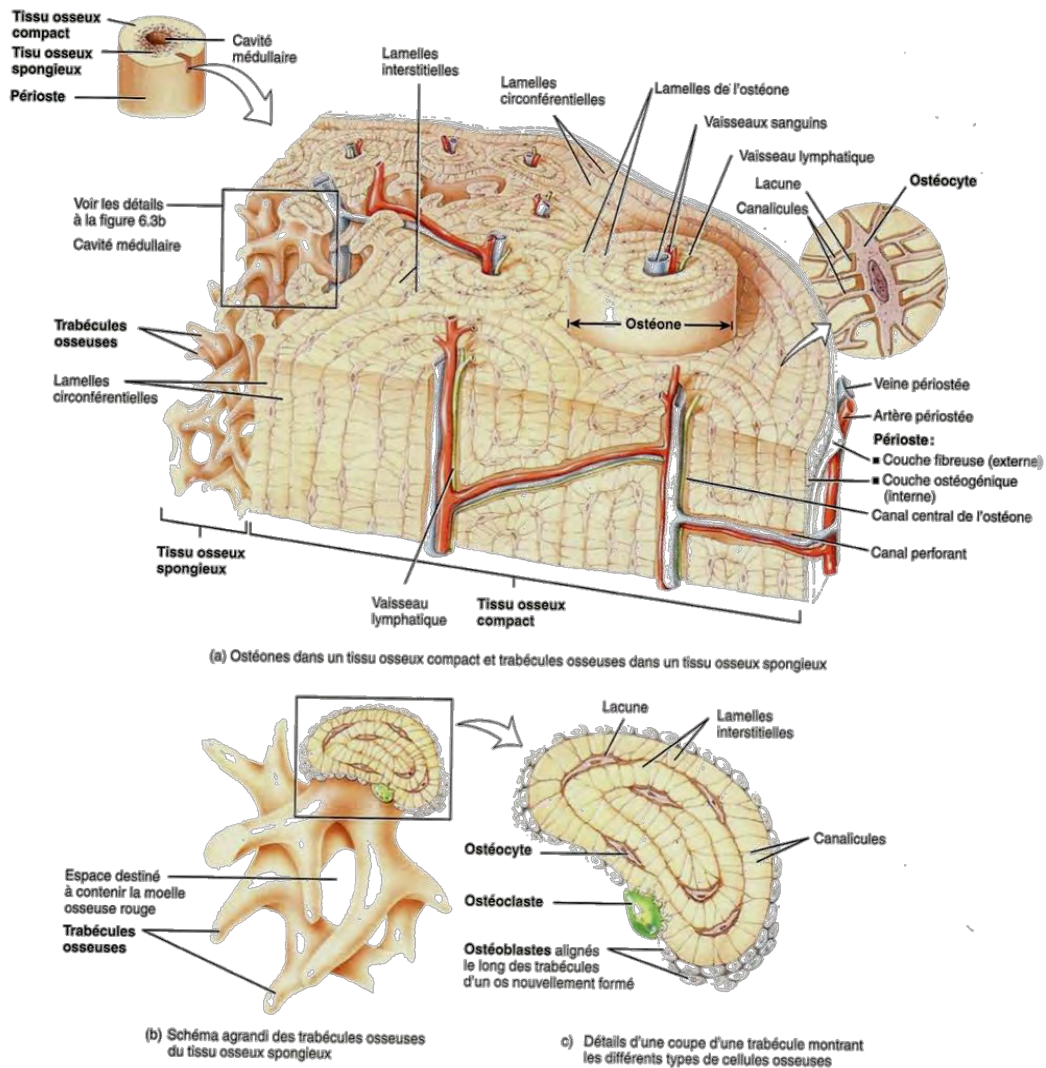 Tissu osseux
compact
Tisu osseux
spongieux
Périoste
Cavité
médullaire
Lamelles
interstitielles
Lamelles
circonférentielles
Lamelles de l'ostéone
Vaisseaux sanguins
Vaisseau lymphatique
Lacune
Canalicules
Ostéocyte
Voir les détails
à la figure 6.3b
Cavité médullaire
Trabécules
osseuses
Lamelles
circonférentielles
Ostéone
Veine périostée
Artère périostée
Périoste:
■ Couche fibreuse (externe)
■ Couche ostéogénique
(interne)
Canal central de l'ostéone
Canal perforant
Tissu osseux
spongieux
Vaisseau
lymphatique
Tissu osseux
compact
(a) Ostéones dans un tissu osseux compact et trabécules osseuses dans un tissu osseux spongieux
Espace destiné
à contenir la moelle
osseuse rouge
Trabécules
osseuses
(b) Schéma agrandi des trabécules osseuses
du tissu osseux spongieux
Lacune
Lamelles
interstitielles
Canalicules
Ostéocyte
Ostéoclaste
Ostéoblastes alignés
le long des trabécules
d'un os nouvellement formé
c) Détails d'une coupe d'une trabécule montrant
les différents types de cellules osseuses